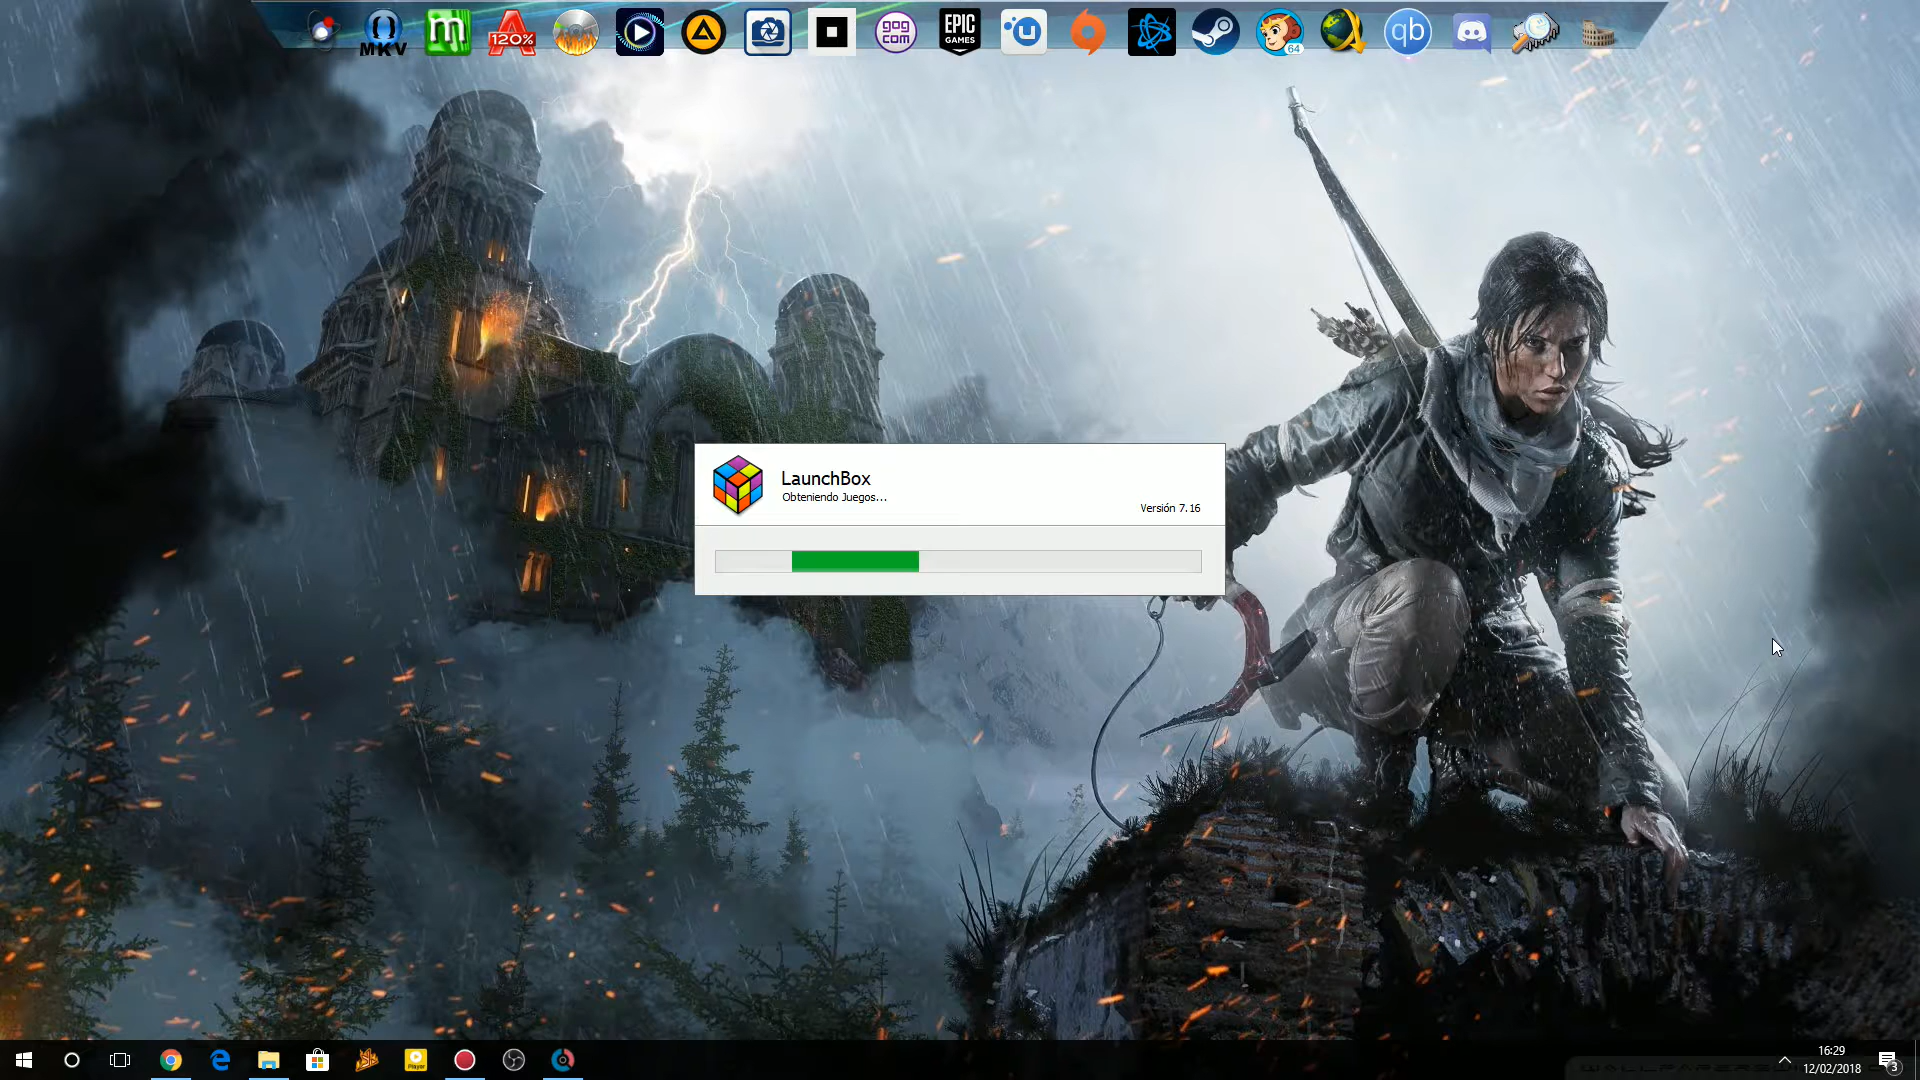 MKV
m
120%
gog
com
EPIC
GAMES
u
64
qb
LaunchBox
Obteniendo Juegos...
Versión 7.16
Player
16:29
12/02/2018
3